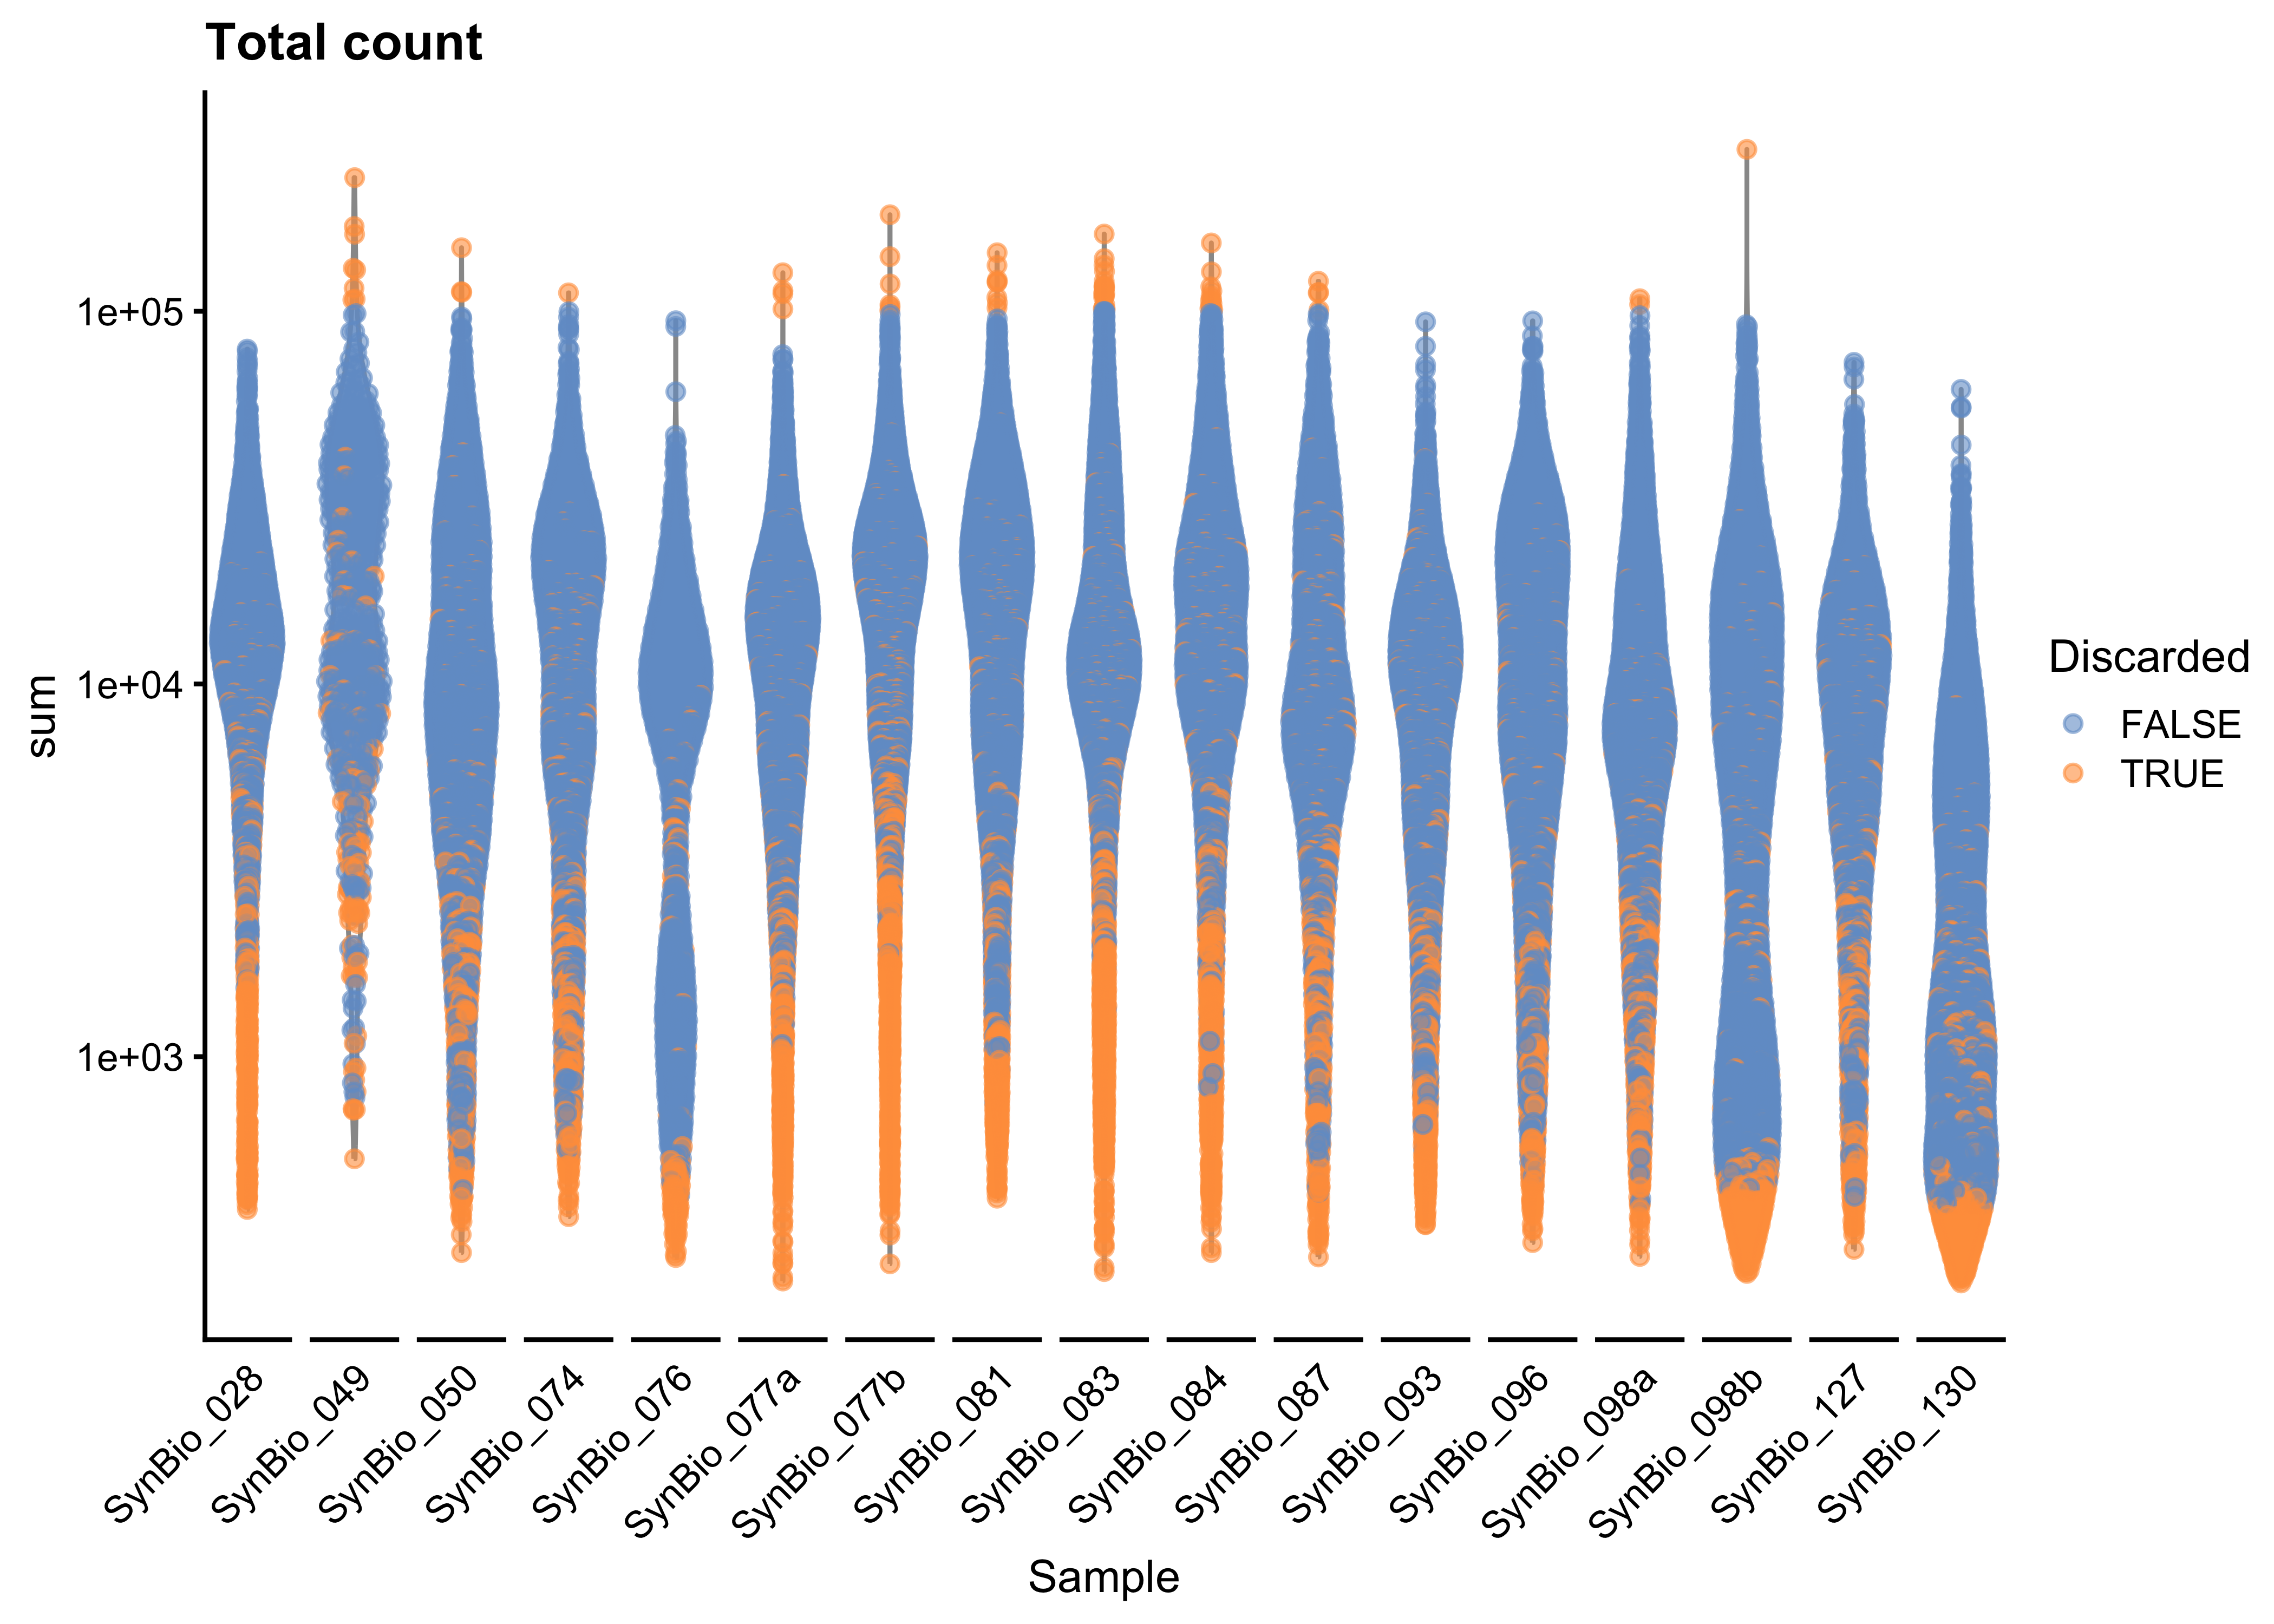 Total count
sum
1e+05
1e+04
1e+03
SynBio_028
SynBio_049
SynBio_050
SynBio_074
SynBio_076
SynBio_077a
SynBio_077b
SynBio_081
SynBio_083
SynBio_084
SynBio_087
SynBio_093
SynBio_096
SynBio_098a
SynBio_098b
SynBio_127
SynBio_130
Sample
Discarded
FALSE
TRUE